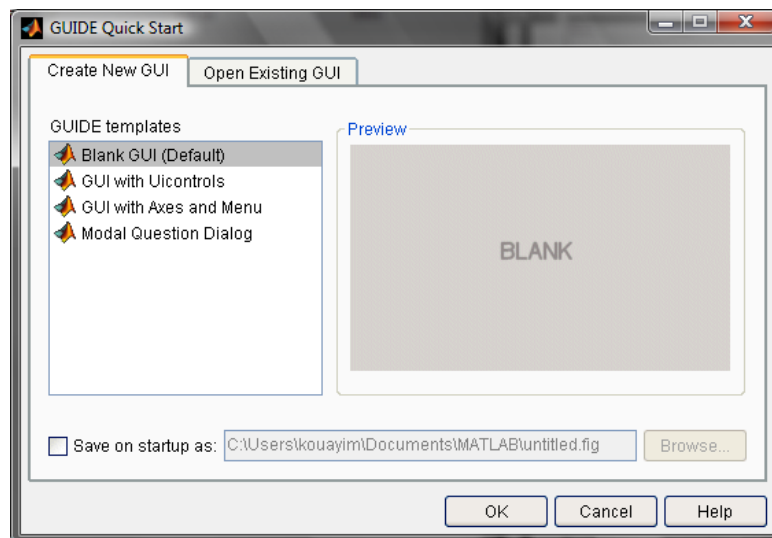 GUIDE Quick Start
Create New GUI
Open Existing GUI
GUIDE templates
Blank GUI (Default)
GUI with Uicontrols
GUI with Axes and Menu
Modal Question Dialog
Preview
BLANK
Save on startup as:
C:\Users\kouayim\Documents\MATLAB\untitled.fig
Browse...
OK
Cancel
Help